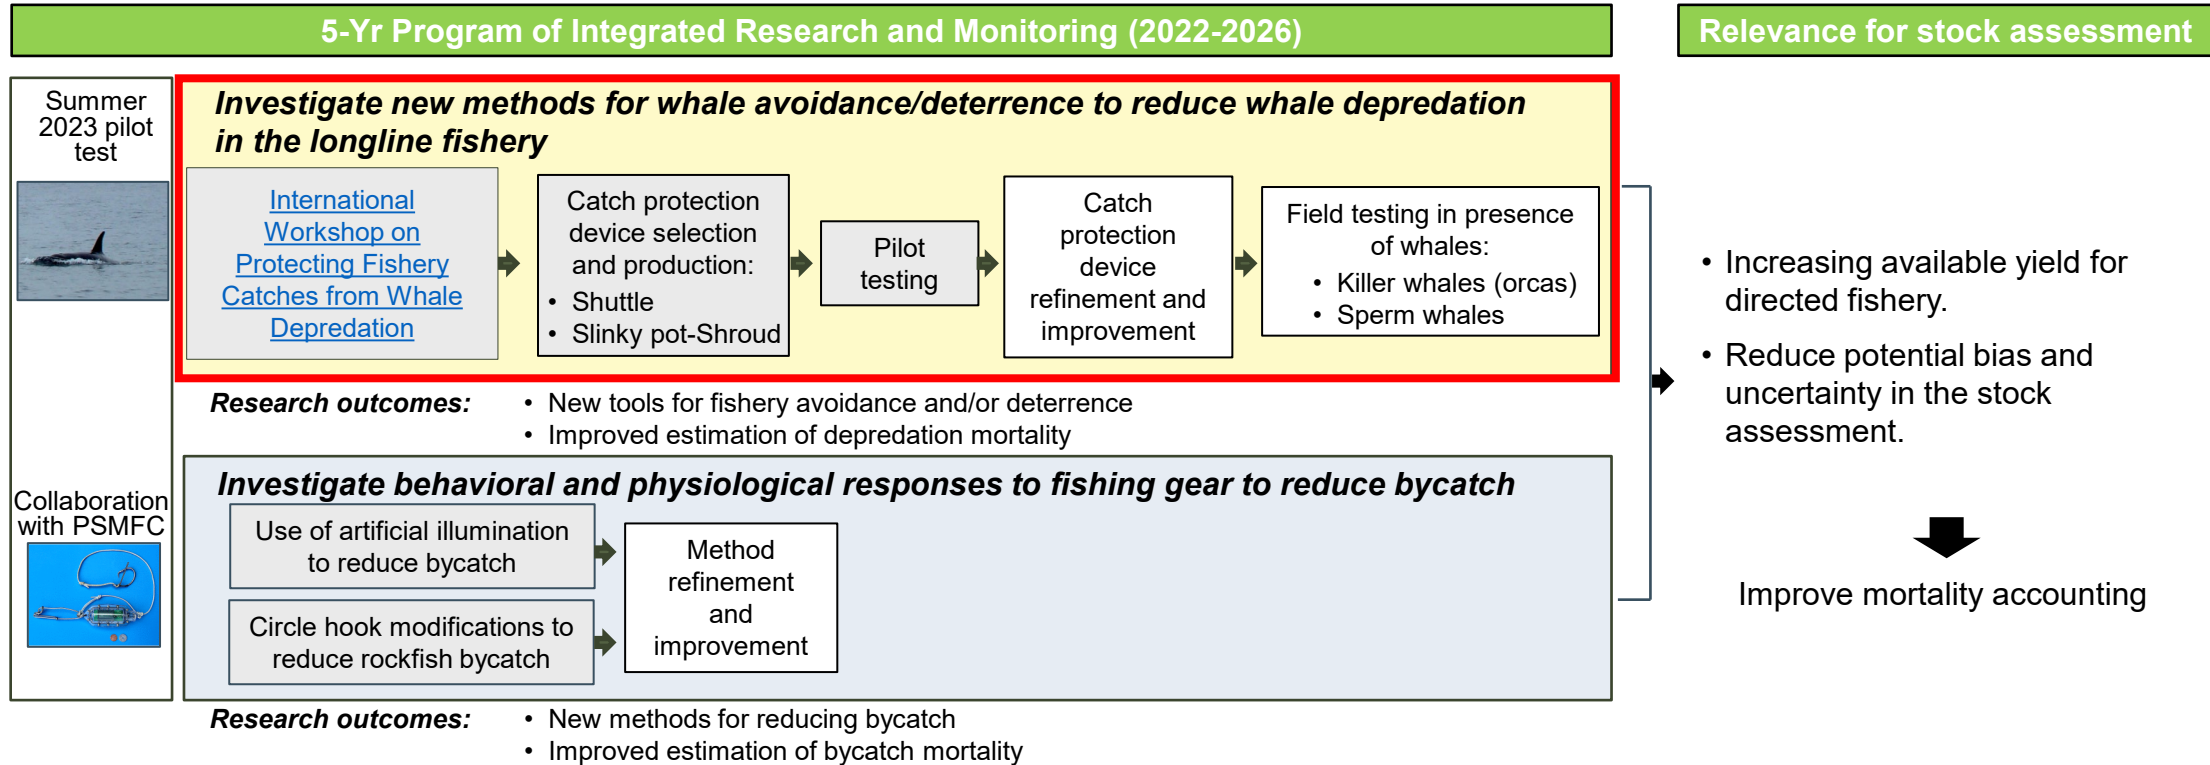 5-Yr Program of Integrated Research and Monitoring (2022-2026)
Relevance for stock assessment
Summer
2023 pilot
test
Investigate new methods for whale avoidance/deterrence to reduce whale depredation
in the longline fishery
International
Workshop on
Protecting Fishery
Catches from Whale
Depredation
Catch protection
device selection
and production:
• Shuttle
• Slinky pot-Shroud
Pilot
testing
Catch
protection
device
refinement and
improvement
Field testing in presence
of whales:
• Killer whales (orcas)
• Sperm whales
Research outcomes:
• New tools for fishery avoidance and/or deterrence
• Improved estimation of depredation mortality
Collaboration
with PSMFC
Investigate behavioral and physiological responses to fishing gear to reduce bycatch
Use of artificial illumination
to reduce bycatch
Circle hook modifications to
reduce rockfish bycatch
Method
refinement
and
improvement
Research outcomes:
• New methods for reducing bycatch
• Improved estimation of bycatch mortality
• Increasing available yield for
directed fishery.
• Reduce potential bias and
uncertainty in the stock
assessment.
Improve mortality accounting